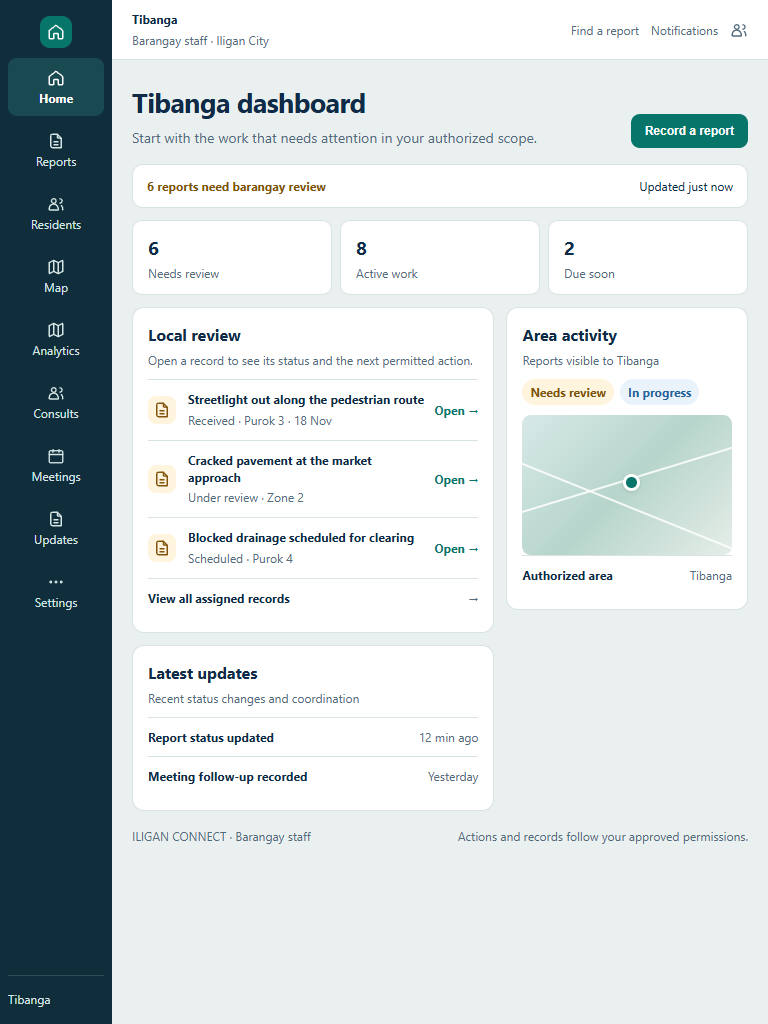 Home
Reports
Residents
Map
Analytics
Consults
Meetings
Updates
Settings
Tibanga
Tibanga
Barangay staff · Iligan City
Find a report
Notifications
Tibanga dashboard
Start with the work that needs attention in your authorized scope.
Record a report
6 reports need barangay review
Updated just now
6
Needs review
8
Active work
2
Due soon
Local review
Open a record to see its status and the next permitted action.
Streetlight out along the pedestrian route
Received · Purok 3 · 18 Nov
Open →
Cracked pavement at the market
approach
Under review · Zone 2
Open →
Blocked drainage scheduled for clearing
Scheduled · Purok 4
Open →
View all assigned records →
Area activity
Reports visible to Tibanga
Needs review
In progress
Authorized area
Tibanga
Latest updates
Recent status changes and coordination
Report status updated
12 min ago
Meeting follow-up recorded
Yesterday
ILIGAN CONNECT · Barangay staff
Actions and records follow your approved permissions.